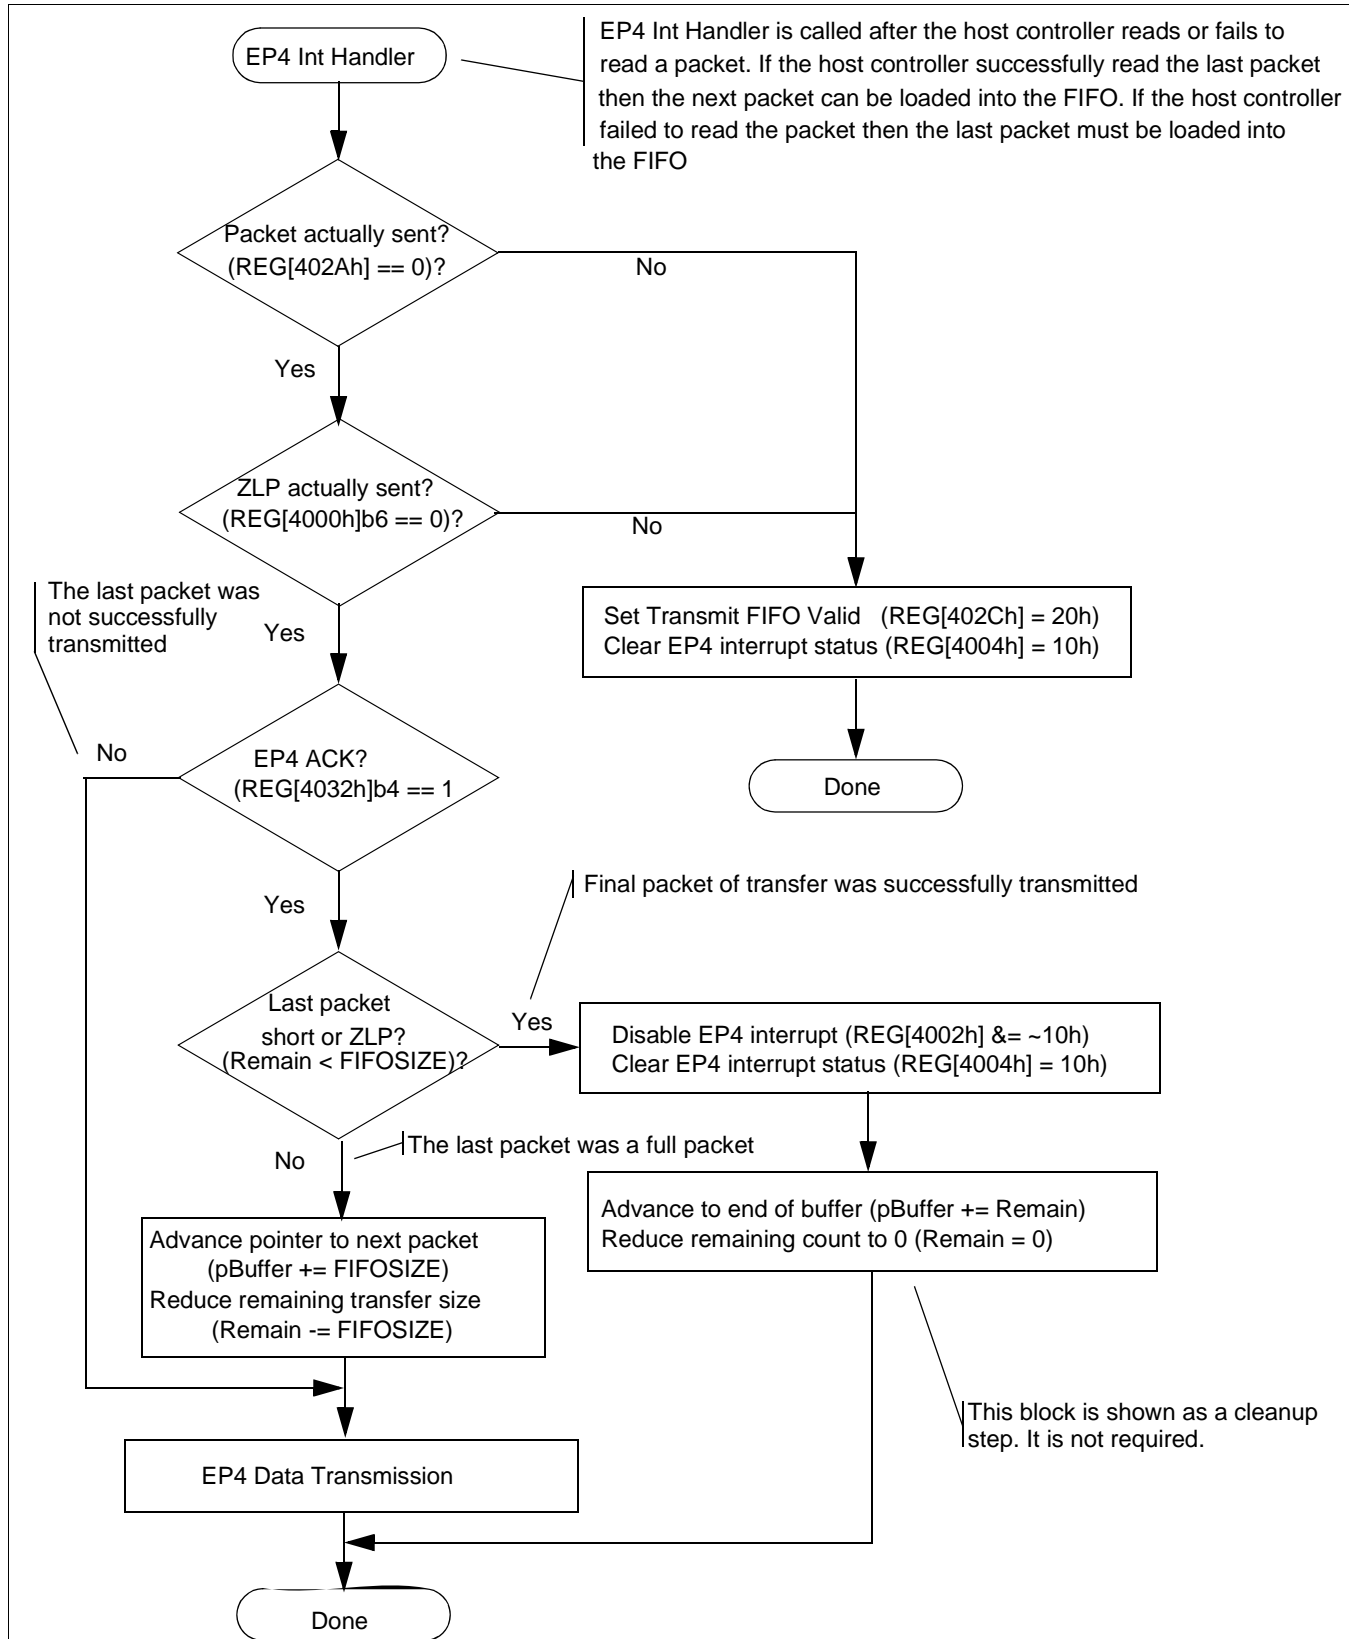 EP4 Int Handler
EP4 Int Handler is called after the host controller reads or fails to
read a packet. If the host controller successfully read the last packet
then the next packet can be loaded into the FIFO. If the host controller
failed to read the packet then the last packet must be loaded into
the FIFO
Packet actually sent?
(REG[402Ah] == 0)?
No
Yes
ZLP actually sent?
(REG[4000h]b6 == 0)?
No
The last packet was
not successfully
transmitted
Yes
Set Transmit FIFO Valid (REG[402Ch] = 20h)
Clear EP4 interrupt status (REG[4004h] = 10h)
No
EP4 ACK?
(REG[4032h]b4 == 1
Done
Yes
Final packet of transfer was successfully transmitted
Last packet
short or ZLP?
(Remain < FIFOSIZE)?
Yes
Disable EP4 interrupt (REG[4002h] &= ~10h)
Clear EP4 interrupt status (REG[4004h] = 10h)
No
The last packet was a full packet
Advance to end of buffer (pBuffer += Remain)
Reduce remaining count to 0 (Remain = 0)
Advance pointer to next packet
(pBuffer += FIFOSIZE)
Reduce remaining transfer size
(Remain -= FIFOSIZE)
This block is shown as a cleanup
step. It is not required.
EP4 Data Transmission
Done